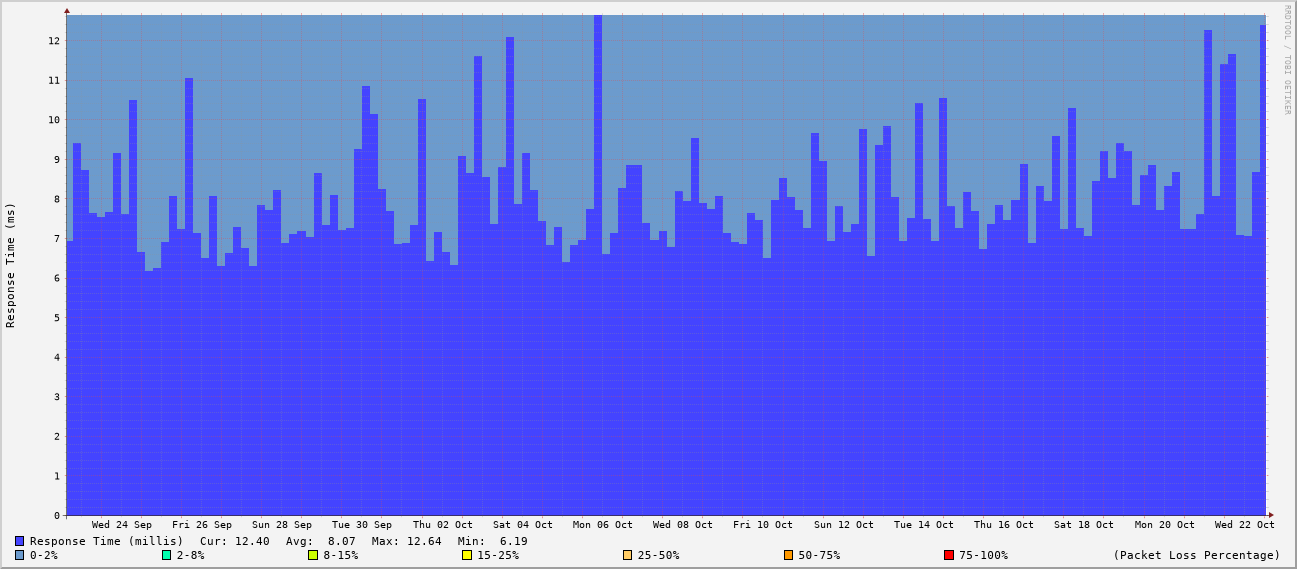 RRDTOOL / TOBI OETIKER
Response Time (ms)
12
11
10
9
8
7
6
5
4
3
2
1
0
Wed 24 Sep Fri 26 Sep Sun 28 Sep Tue 30 Sep Thu 02 Oct Sat 04 Oct Mon 06 Oct Wed 08 Oct Fri 10 Oct Sun 12 Oct Tue 14 Oct Thu 16 Oct Sat 18 Oct Mon 20 Oct Wed 22 Oct
Response Time (millis) Cur: 12.40 Avg: 8.07 Max: 12.64 Min: 6.19
0-2% 2-8% 8-15% 15-25% 25-50% 50-75% 75-100% (Packet Loss Percentage)